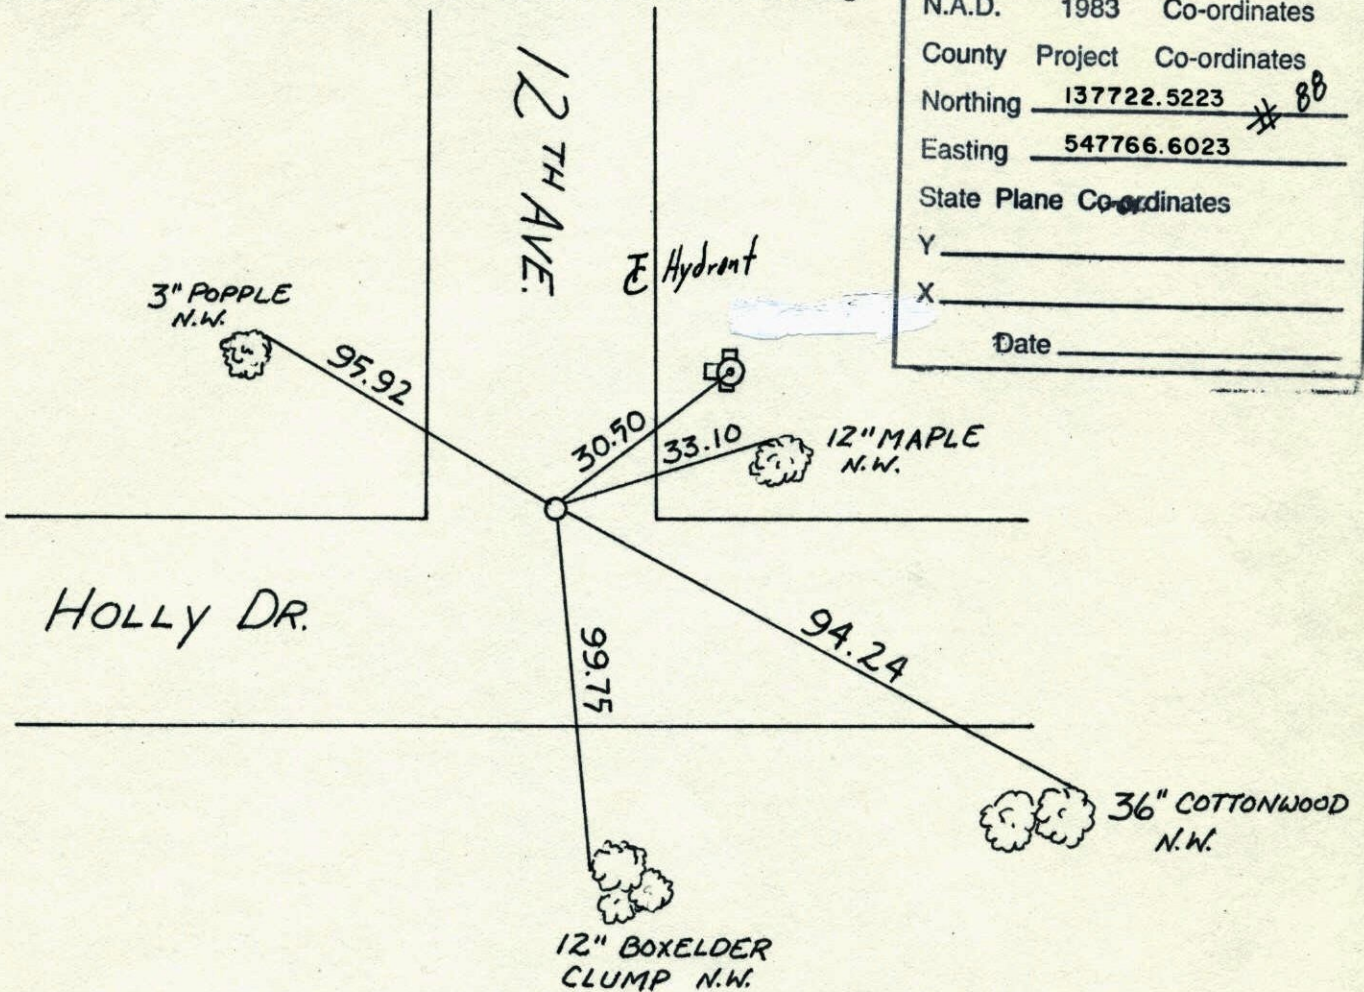 N.A.D. 1983 Co-ordinates
County Project Co-ordinates
Northing 137722.5223 # 88
Easting 547766.6023
State Plane Co-ordinates
Y
X
Date
12TH AVE.
℄ Hydrant
3" POPPLE
N.W.
95.92
30.50
33.10
12" MAPLE
N.W.
HOLLY DR.
99.75
94.24
36" COTTONWOOD
N.W.
12" BOXELDER
CLUMP N.W.